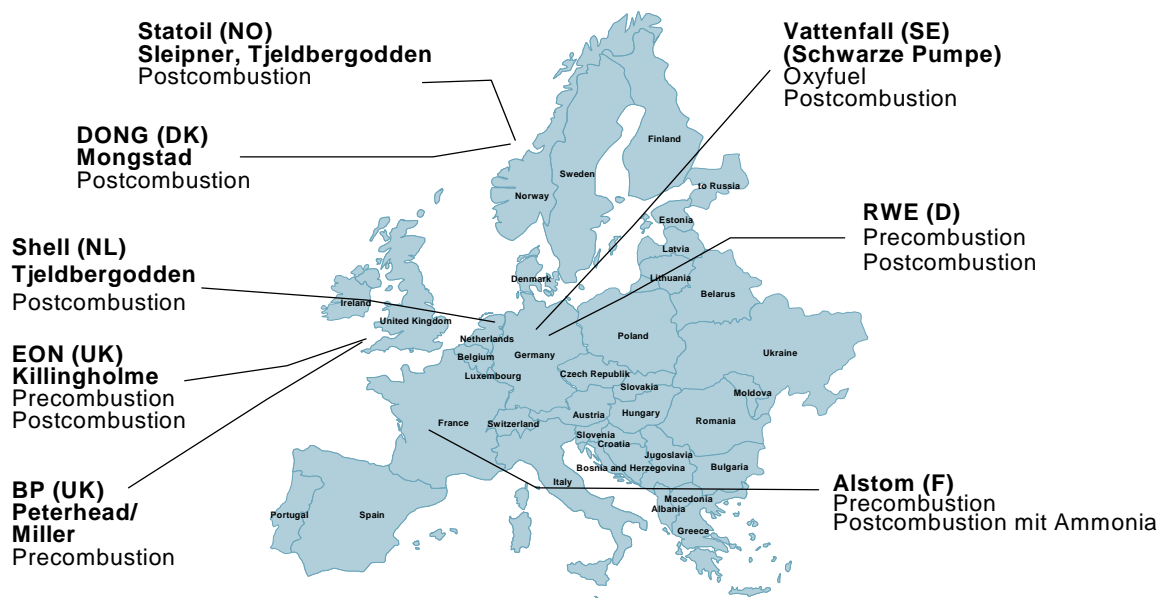 Statoil (NO)
Sleipner, Tjeldbergodden
Postcombustion
Vattenfall (SE)
(Schwarze Pumpe)
Oxyfuel
Postcombustion
DONG (DK)
Mongstad
Postcombustion
RWE (D)
Precombustion
Postcombustion
Shell (NL)
Tjeldbergodden
Postcombustion
EON (UK)
Killingholme
Precombustion
Postcombustion
BP (UK)
Peterhead/
Miller
Precombustion
Alstom (F)
Precombustion
Postcombustion mit Ammonia
Finland
Sweden
Norway
to Russia
Estonia
Latvia
Denmark
Lithuania
Belarus
Ireland
United Kingdom
Netherlands
Poland
Belgium
Germany
Ukraine
Luxembourg
Czech Republik
Slovakia
Moldova
Austria
Hungary
France
Switzerland
Romania
Slovenia
Croatia
Jugoslavia
Bosnia and Herzegovina
Bulgaria
Italy
Macedonia
Albania
Portugal
Spain
Greece